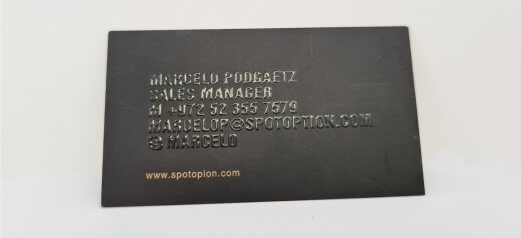 MARCELO PODGAETZ
SALES MANAGER
M +972 52 355 7579
MARCELOP@SPOTOPTION.COM
MARCELO
www.spotopion.com